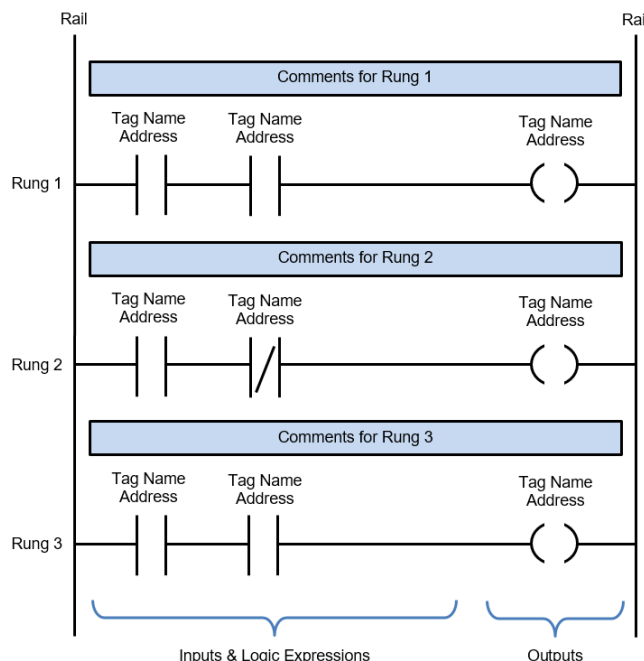 Rail
Rai
Comments for Rung 1
Tag Name
Address
Tag Name
Address
Tag Name
Address
Rung 1
Comments for Rung 2
Tag Name
Address
Tag Name
Address
Tag Name
Address
Rung 2
Comments for Rung 3
Tag Name
Address
Tag Name
Address
Tag Name
Address
Rung 3
Inputs & Logic Expressions
Outputs